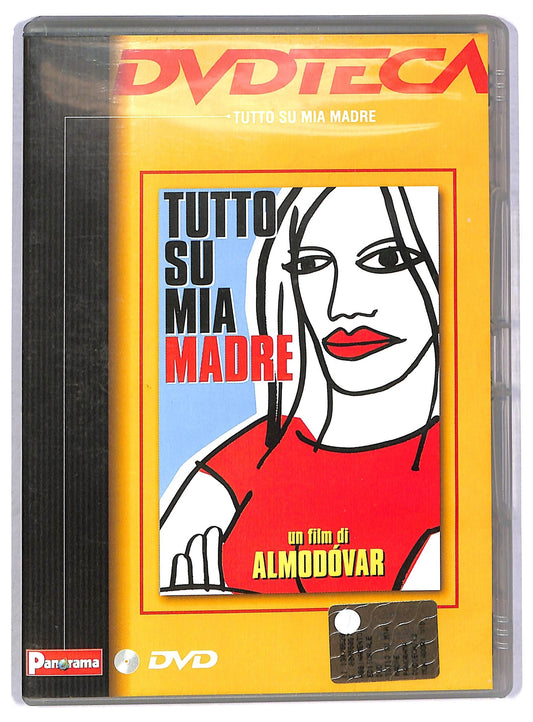 DVDTECA
TUTTO SU MIA MADRE
TUTTO
SU
MIA
MADRE
un film di
ALMODÓVAR
Panorama
DVD